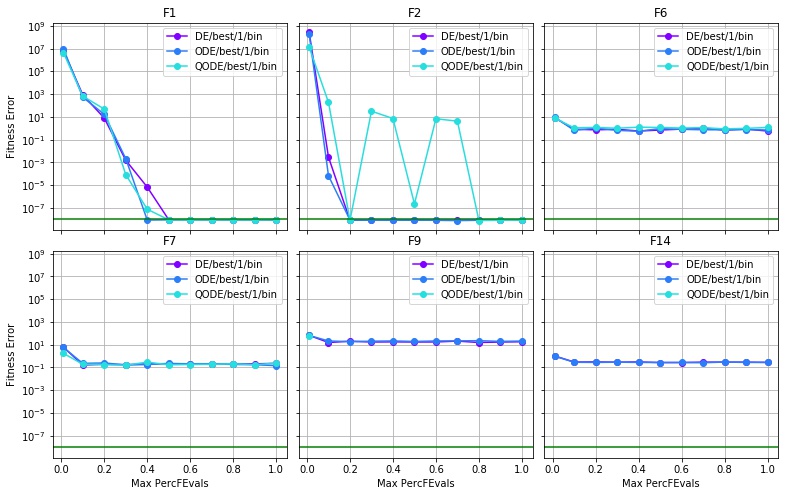 F1
F2
F6
Fitness Error
10^9
10^7
10^5
10^3
10^1
10^-1
10^-3
10^-5
10^-7
DE/best/1/bin
ODE/best/1/bin
QODE/best/1/bin
DE/best/1/bin
ODE/best/1/bin
QODE/best/1/bin
DE/best/1/bin
ODE/best/1/bin
QODE/best/1/bin
F7
F9
F14
Fitness Error
10^9
10^7
10^5
10^3
10^1
10^-1
10^-3
10^-5
10^-7
DE/best/1/bin
ODE/best/1/bin
QODE/best/1/bin
DE/best/1/bin
ODE/best/1/bin
QODE/best/1/bin
DE/best/1/bin
ODE/best/1/bin
QODE/best/1/bin
0.0 0.2 0.4 0.6 0.8 1.0
0.0 0.2 0.4 0.6 0.8 1.0
0.0 0.2 0.4 0.6 0.8 1.0
Max PercFEvals
Max PercFEvals
Max PercFEvals